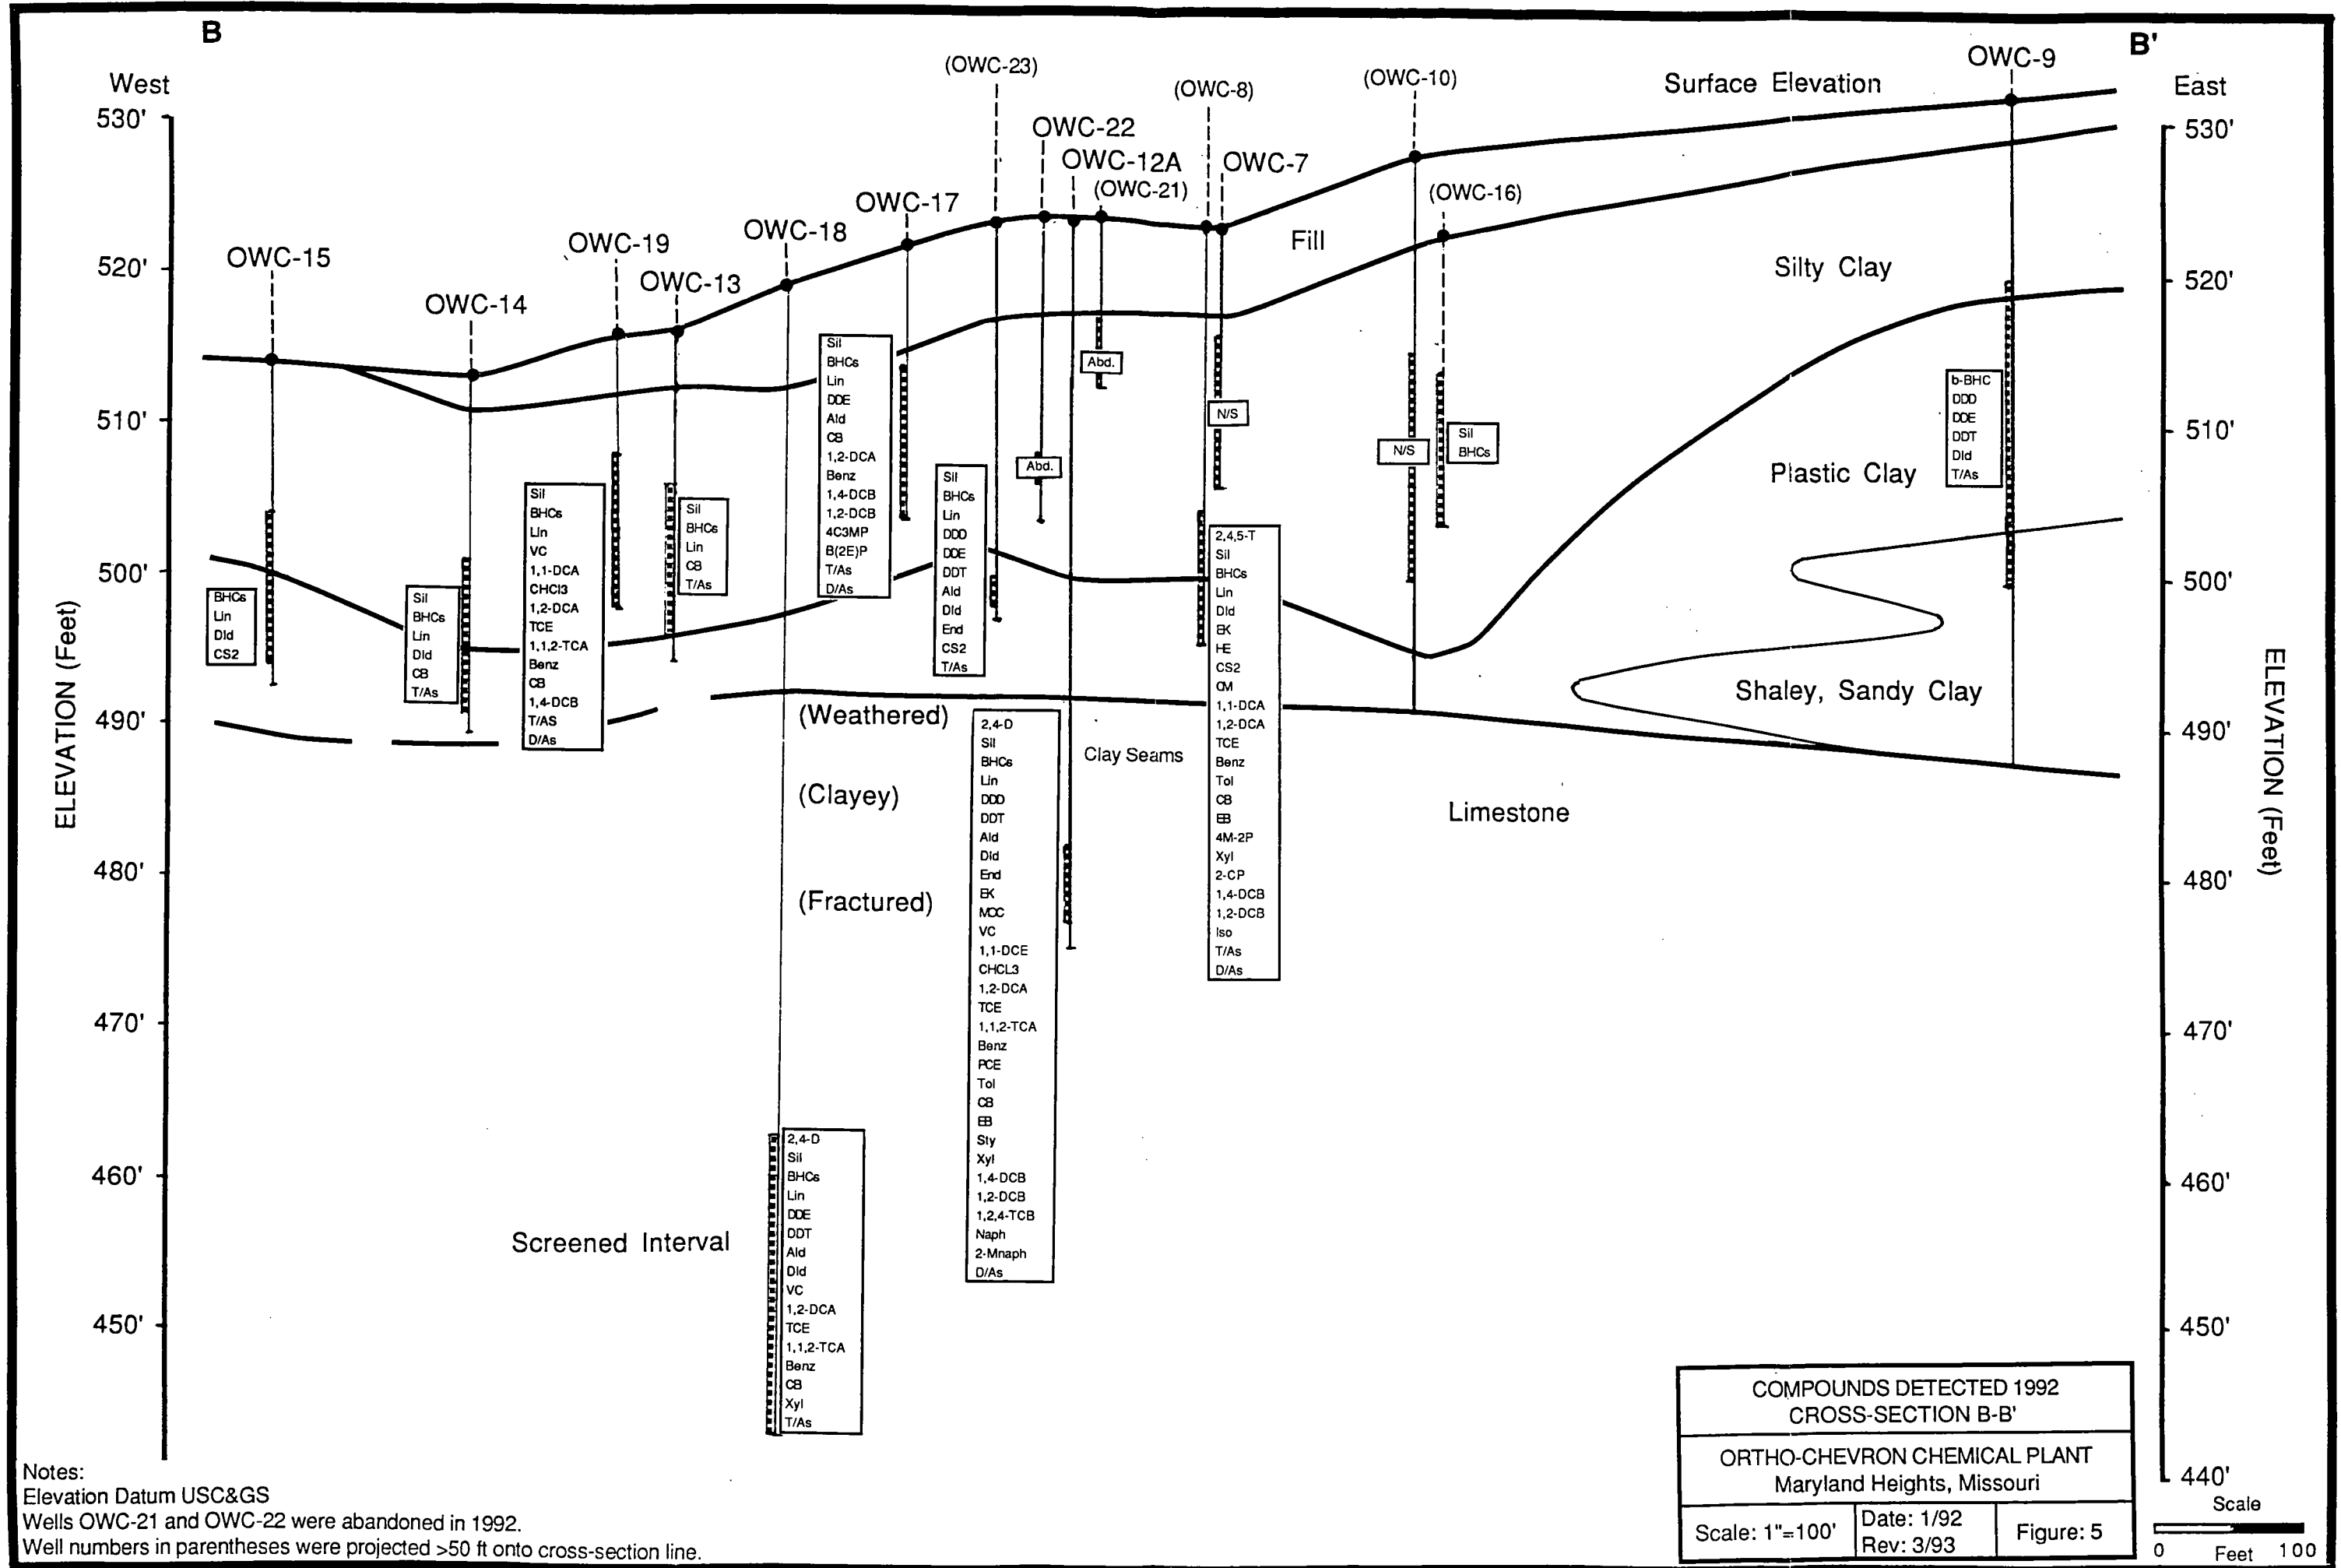 B
B'
West
East
(OWC-23)
(OWC-8)
(OWC-10)
OWC-9
Surface Elevation
OWC-22
OWC-12A
(OWC-21)
OWC-7
(OWC-16)
OWC-17
OWC-18
OWC-19
OWC-13
OWC-15
OWC-14
530'
520'
510'
500'
490'
480'
470'
460'
450'
ELEVATION (Feet)
530'
520'
510'
500'
490'
480'
470'
460'
450'
440'
ELEVATION (Feet)
Fill
Silty Clay
Plastic Clay
Shaley, Sandy Clay
Limestone
Clay Seams
(Weathered)
(Clayey)
(Fractured)
Screened Interval
BHCs
Lin
Dld
CS2
Sil
BHCs
Lin
Dld
CB
T/As
Sil
BHCs
Lin
VC
1,1-DCA
CHCl3
1,2-DCA
TCE
1,1,2-TCA
Benz
CB
1,4-DCB
T/AS
D/As
Sil
BHCs
Lin
CB
T/As
2,4-D
Sil
BHCs
Lin
DDE
DDT
Ald
Dld
VC
1,2-DCA
TCE
1,1,2-TCA
Benz
CB
Xyl
T/As
Sil
BHCs
Lin
DDE
Ald
CB
1,2-DCA
Benz
1,4-DCB
1,2-DCB
4C3MP
B(2E)P
T/As
D/As
Sil
BHCs
Lin
DDD
DDE
DDT
Ald
Dld
End
CS2
T/As
Abd.
2,4-D
Sil
BHCs
Lin
DDD
DDT
Ald
Dld
End
EK
MDC
VC
1,1-DCE
CHCL3
1,2-DCA
TCE
1,1,2-TCA
Benz
PCE
Tol
CB
EB
Sty
Xyl
1,4-DCB
1,2-DCB
1,2,4-TCB
Naph
2-Mnaph
D/As
Abd.
N/S
2,4,5-T
Sil
BHCs
Lin
Dld
EK
HE
CS2
CM
1,1-DCA
1,2-DCA
TCE
Benz
Tol
CB
EB
4M-2P
Xyl
2-CP
1,4-DCB
1,2-DCB
Iso
T/As
D/As
N/S
Sil
BHCs
b-BHC
DDD
DDE
DDT
Dld
T/As
Notes:
Elevation Datum USC&GS
Wells OWC-21 and OWC-22 were abandoned in 1992.
Well numbers in parentheses were projected >50 ft onto cross-section line.
COMPOUNDS DETECTED 1992
CROSS-SECTION B-B'
ORTHO-CHEVRON CHEMICAL PLANT
Maryland Heights, Missouri
Scale: 1"=100'
Date: 1/92
Rev: 3/93
Figure: 5
Scale
0 Feet 100